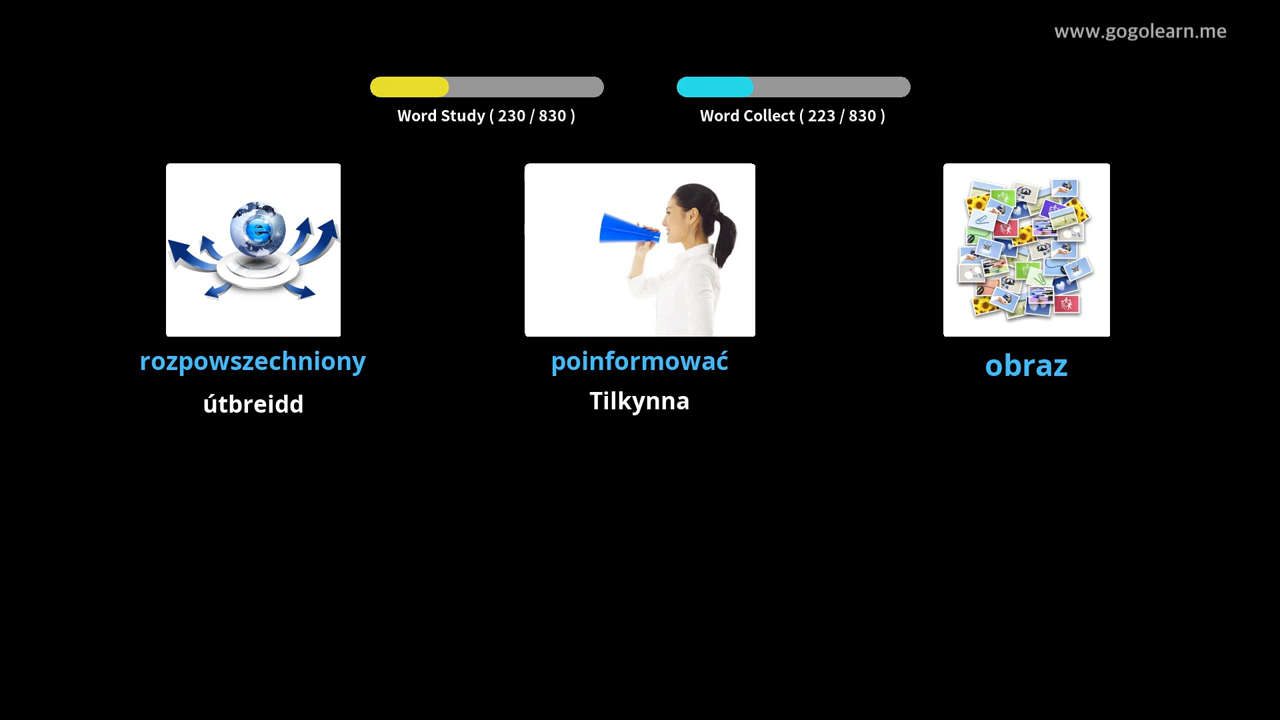 www.gogolearn.me
Word Study ( 230 / 830 )
Word Collect ( 223 / 830 )
e
rozpowszechniony
poinformować
obraz
útbreidd
Tilkynna